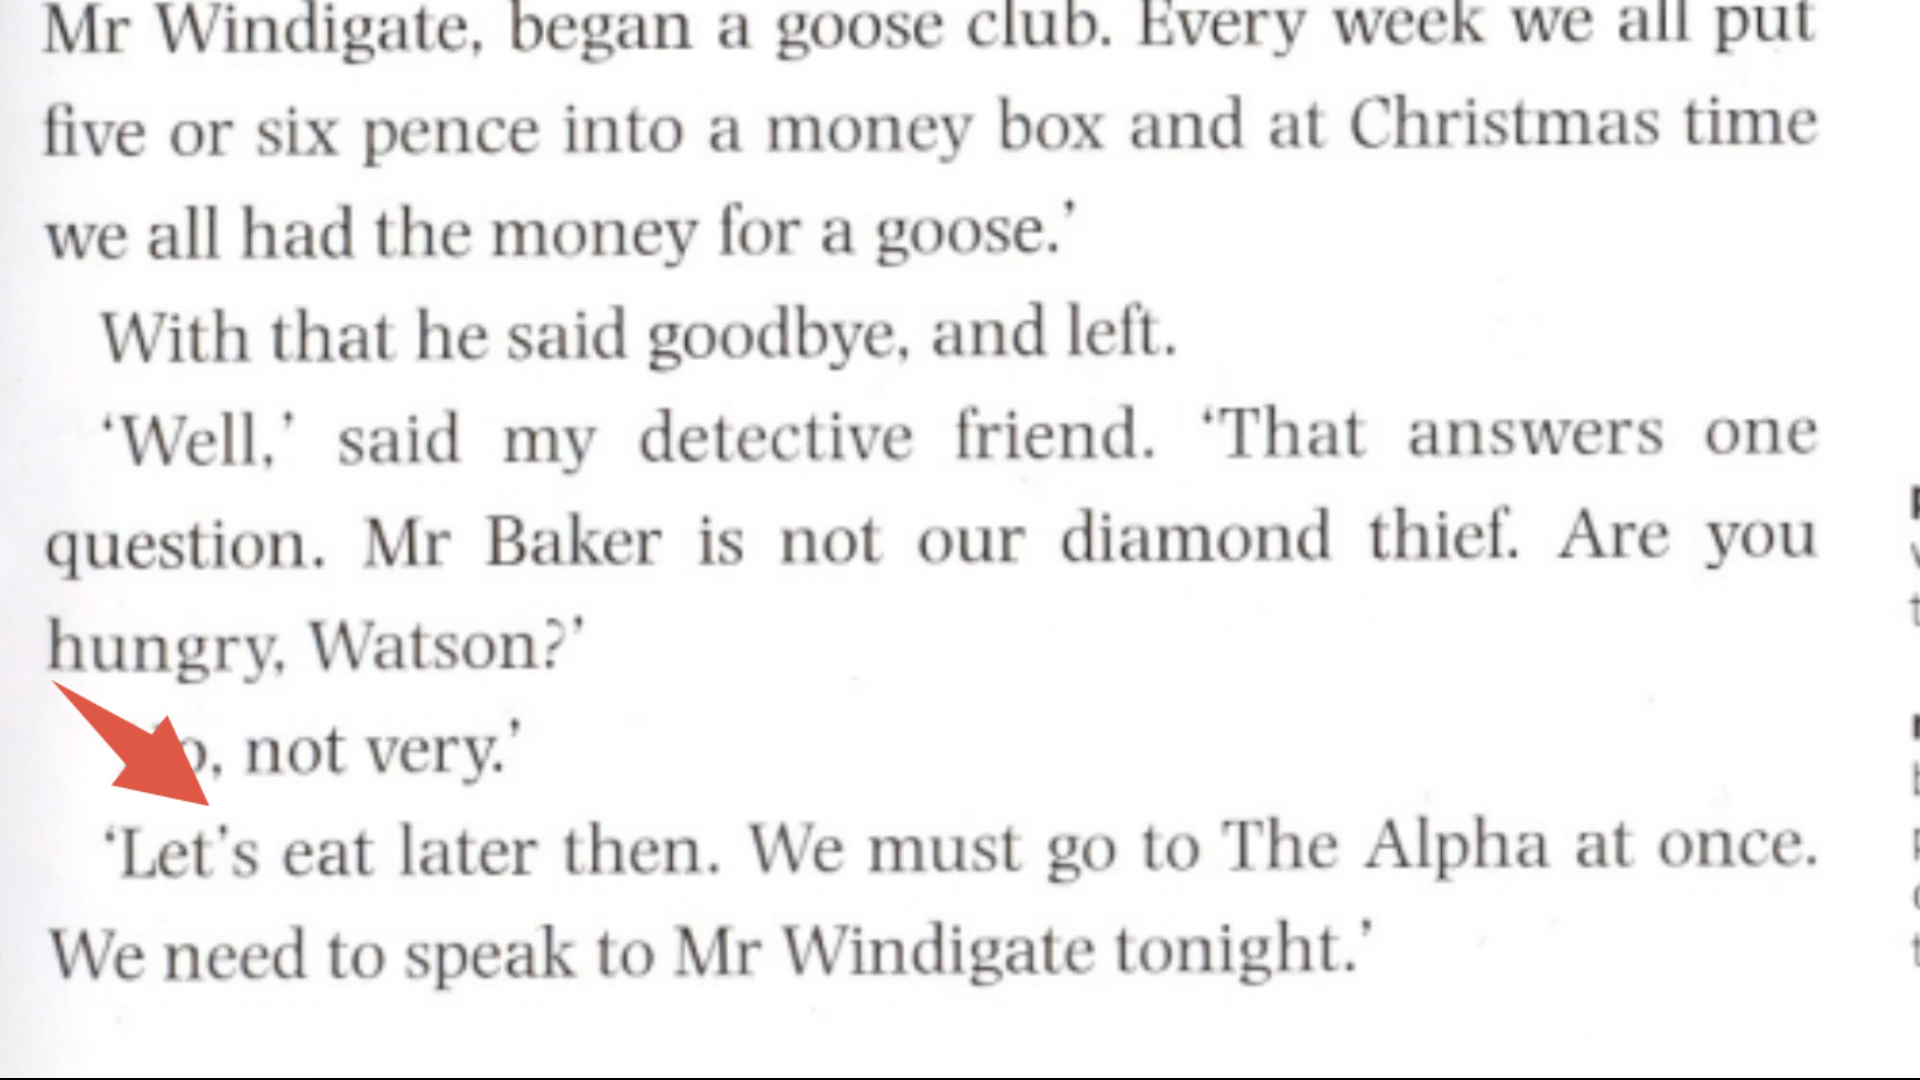 Mr Windigate, began a goose club. Every week we all put
five or six pence into a money box and at Christmas time
we all had the money for a goose.’
With that he said goodbye, and left.
‘Well,’ said my detective friend. ‘That answers one
question. Mr Baker is not our diamond thief. Are you
hungry, Watson?’
not very.’
‘Let’s eat later then. We must go to The Alpha at once.
We need to speak to Mr Windigate tonight.’